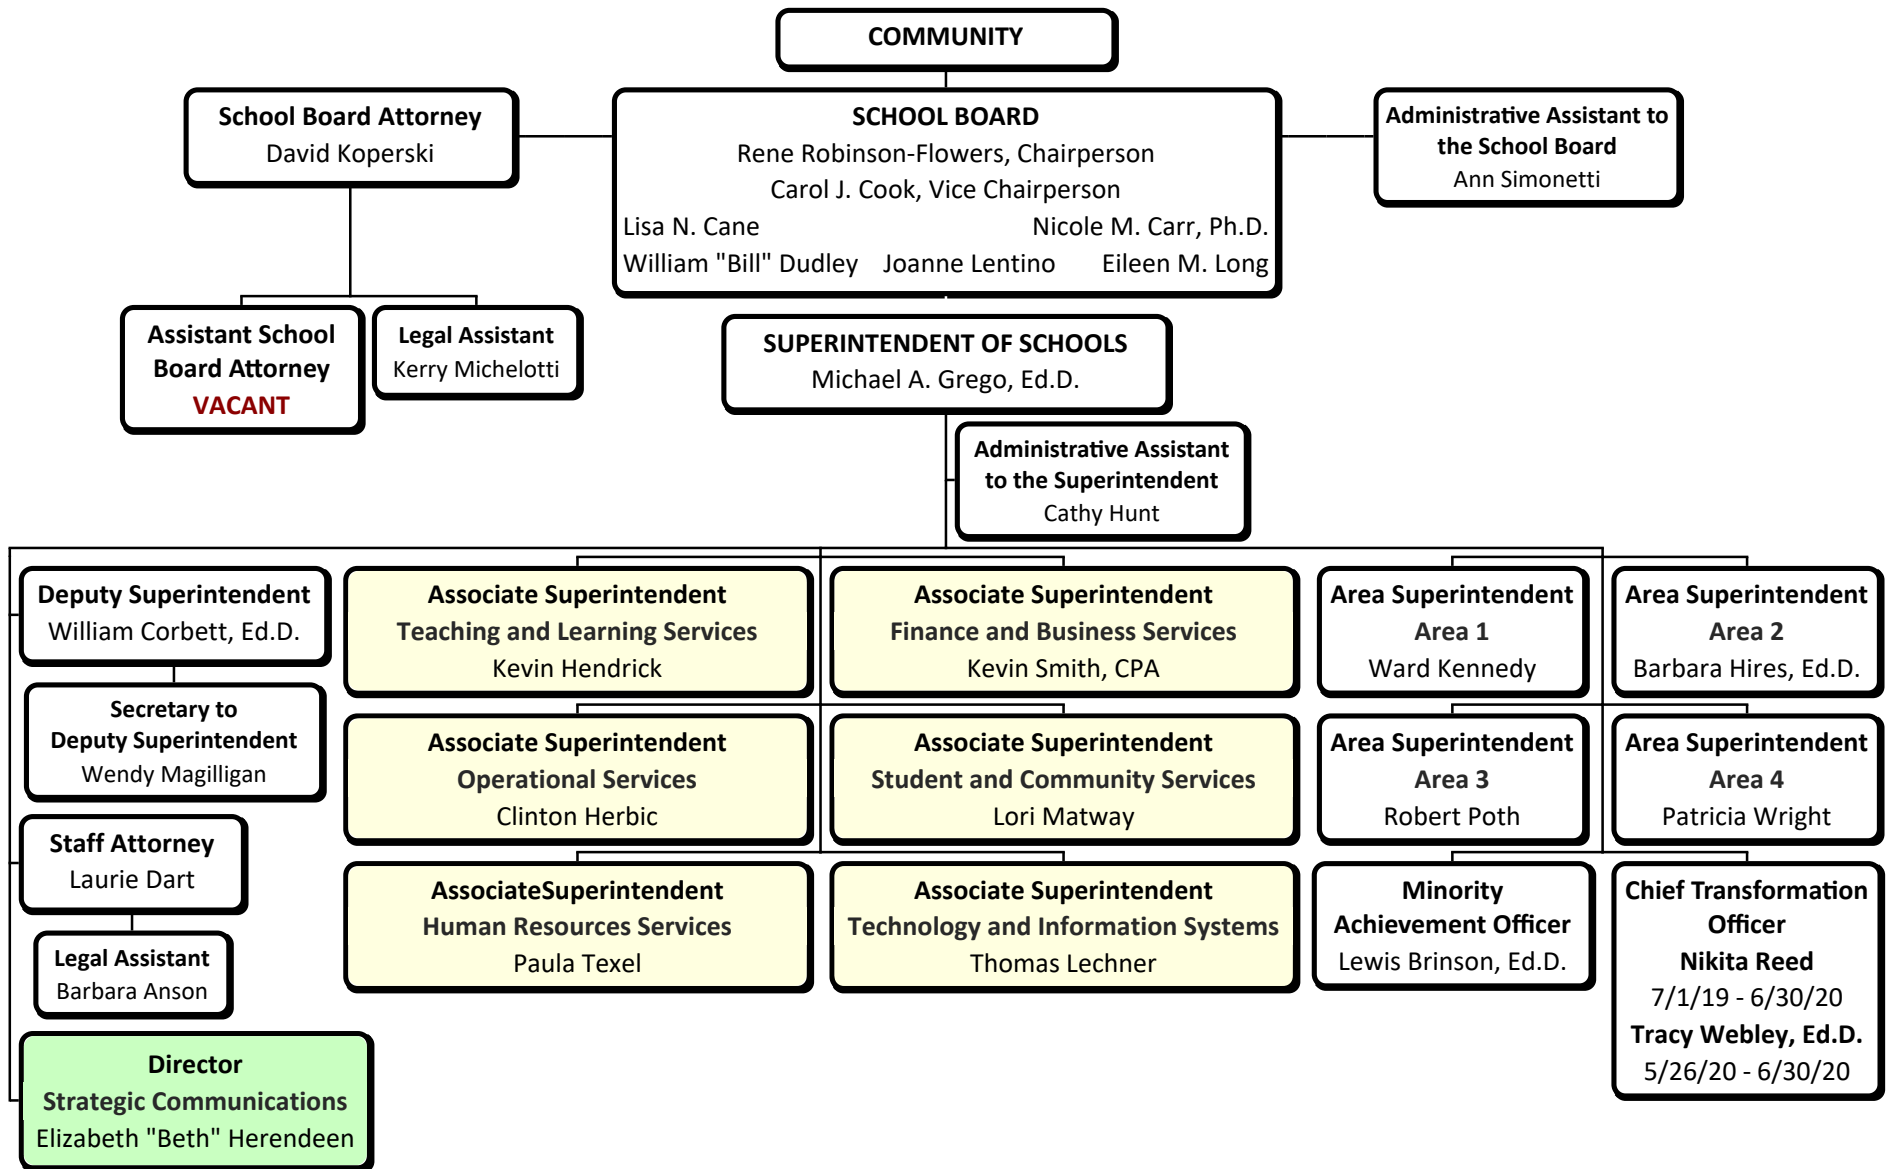 COMMUNITY
School Board Attorney
David Koperski
SCHOOL BOARD
Rene Robinson-Flowers, Chairperson
Carol J. Cook, Vice Chairperson
Lisa N. Cane Nicole M. Carr, Ph.D.
William "Bill" Dudley Joanne Lentino Eileen M. Long
Administrative Assistant to
the School Board
Ann Simonetti
Assistant School
Board Attorney
VACANT
Legal Assistant
Kerry Michelotti
SUPERINTENDENT OF SCHOOLS
Michael A. Grego, Ed.D.
Administrative Assistant
to the Superintendent
Cathy Hunt
Deputy Superintendent
William Corbett, Ed.D.
Secretary to
Deputy Superintendent
Wendy Magilligan
Staff Attorney
Laurie Dart
Legal Assistant
Barbara Anson
Director
Strategic Communications
Elizabeth "Beth" Herendeen
Associate Superintendent
Teaching and Learning Services
Kevin Hendrick
Associate Superintendent
Finance and Business Services
Kevin Smith, CPA
Associate Superintendent
Operational Services
Clinton Herbic
Associate Superintendent
Student and Community Services
Lori Matway
AssociateSuperintendent
Human Resources Services
Paula Texel
Associate Superintendent
Technology and Information Systems
Thomas Lechner
Area Superintendent
Area 1
Ward Kennedy
Area Superintendent
Area 2
Barbara Hires, Ed.D.
Area Superintendent
Area 3
Robert Poth
Area Superintendent
Area 4
Patricia Wright
Minority
Achievement Officer
Lewis Brinson, Ed.D.
Chief Transformation
Officer
Nikita Reed
7/1/19 - 6/30/20
Tracy Webley, Ed.D.
5/26/20 - 6/30/20